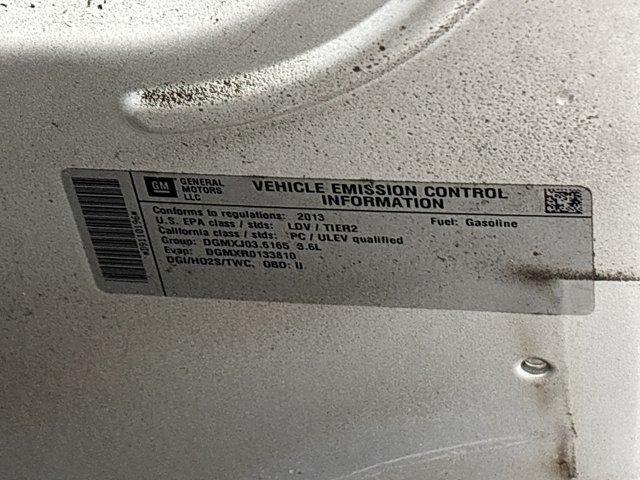 GM
GENERAL
MOTORS
LLC
VEHICLE EMISSION CONTROL
INFORMATION
Conforms to regulations: 2013
Fuel: Gasoline
U.S. EPA class / stds: LDV / TIER2
California class / stds: PC / ULEV qualified
Group: DGMXJ03.6165 3.6L
Evap: DGMXR0133810
DGI/HO2S/TWC, OBD: II